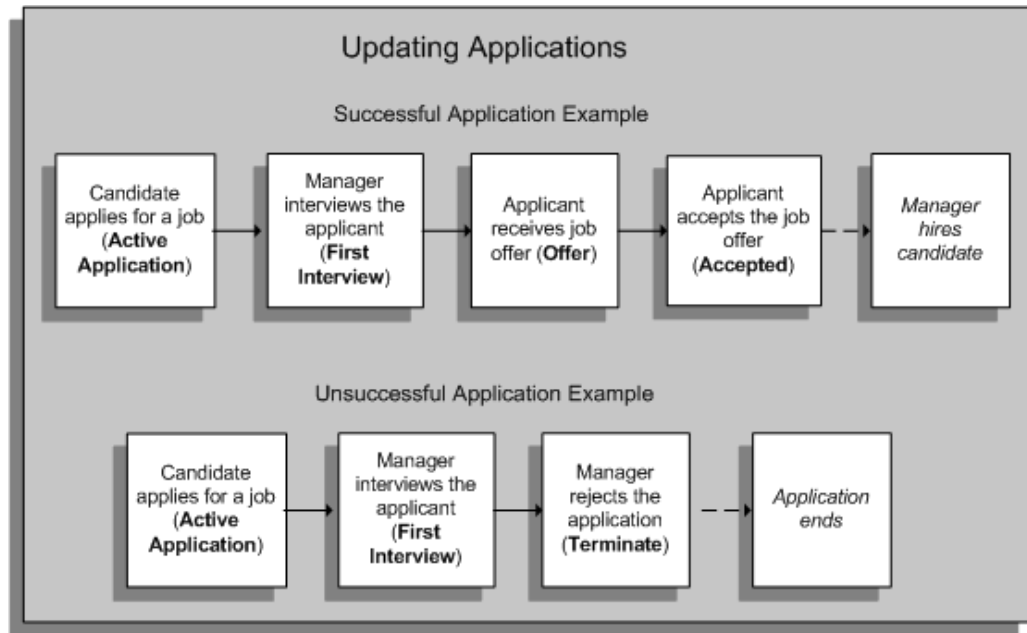 Updating Applications
Successful Application Example
Candidate
applies for a job
(Active
Application)
Manager
interviews the
applicant
(First
Interview)
Applicant
receives job
offer (Offer)
Applicant
accepts the job
offer
(Accepted)
Manager
hires
candidate
Unsuccessful Application Example
Candidate
applies for a job
(Active
Application)
Manager
interviews the
applicant
(First
Interview)
Manager
rejects the
application
(Terminate)
Application
ends